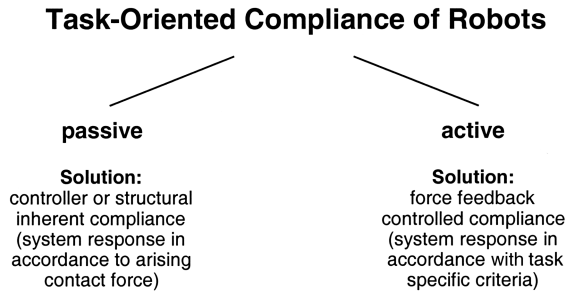 Task-Oriented Compliance of Robots
passive
Solution:
controller or structural
inherent compliance
(system response in
accordance to arising
contact force)
active
Solution:
force feedback
controlled compliance
(system response in
accordance with task
specific criteria)